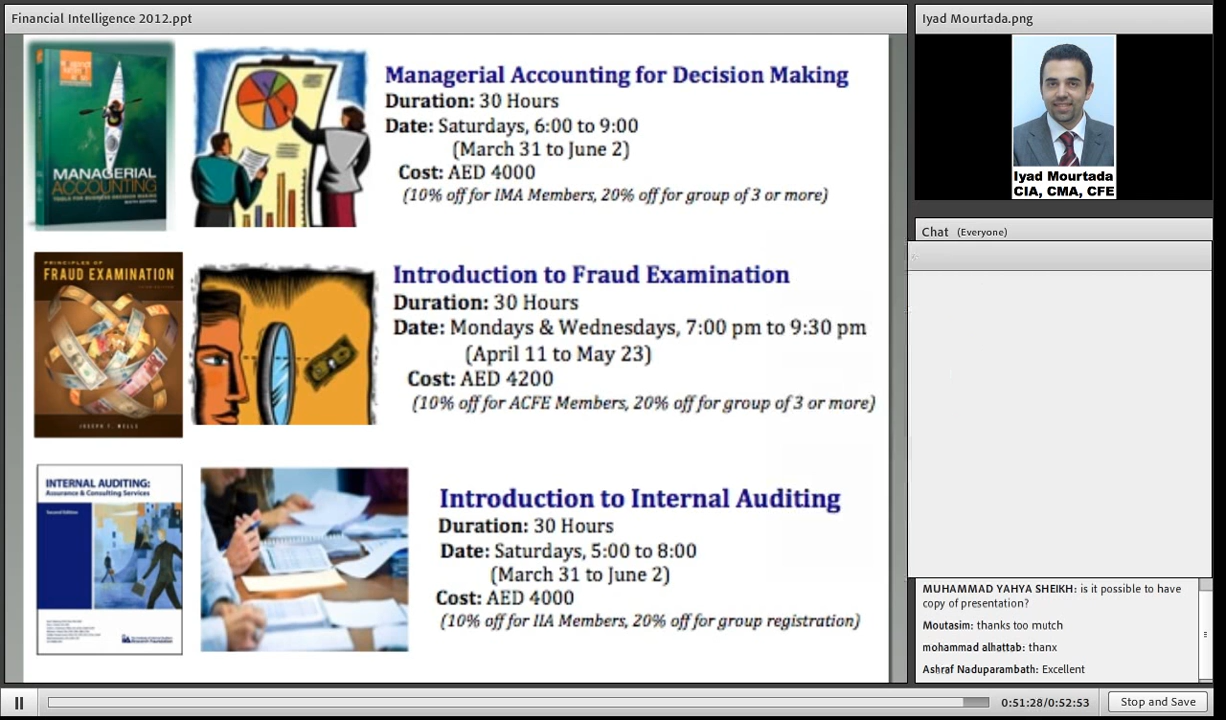 Financial Intelligence 2012.ppt
Iyad Mourtada.png
MANAGERIAL
ACCOUNTING
TOOLS FOR BUSINESS DECISION MAKING
Managerial Accounting for Decision Making
Duration: 30 Hours
Date: Saturdays, 6:00 to 9:00
(March 31 to June 2)
Cost: AED 4000
(10% off for IMA Members, 20% off for group of 3 or more)
PRINCIPLES OF
FRAUD EXAMINATION
JOSEPH T. WELLS
Introduction to Fraud Examination
Duration: 30 Hours
Date: Mondays & Wednesdays, 7:00 pm to 9:30 pm
(April 11 to May 23)
Cost: AED 4200
(10% off for ACFE Members, 20% off for group of 3 or more)
INTERNAL AUDITING:
Assurance & Consulting Services
Second Edition
Introduction to Internal Auditing
Duration: 30 Hours
Date: Saturdays, 5:00 to 8:00
(March 31 to June 2)
Cost: AED 4000
(10% off for IIA Members, 20% off for group registration)
Iyad Mourtada
CIA, CMA, CFE
Chat (Everyone)
MUHAMMAD YAHYA SHEIKH: is it possible to have
copy of presentation?
Moutasim: thanks too mutch
mohammad alhattab: thanx
Ashraf Naduparambath: Excellent
0:51:28/0:52:53
Stop and Save